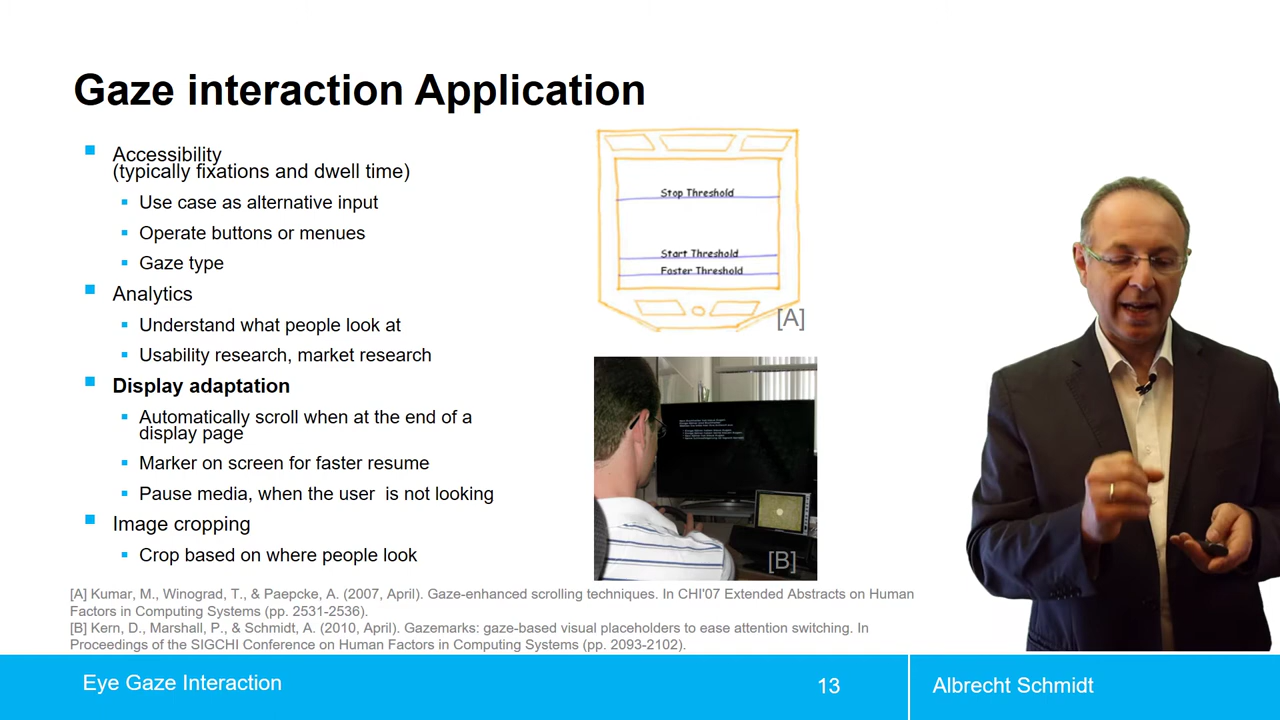 Gaze interaction Application
Accessibility
(typically fixations and dwell time)
Use case as alternative input
Operate buttons or menues
Gaze type
Analytics
Understand what people look at
Usability research, market research
Display adaptation
Automatically scroll when at the end of a
display page
Marker on screen for faster resume
Pause media, when the user is not looking
Image cropping
Crop based on where people look
Stop Threshold
Start Threshold
Faster Threshold
[A]
[B]
[A] Kumar, M., Winograd, T., & Paepcke, A. (2007, April). Gaze-enhanced scrolling techniques. In CHI'07 Extended Abstracts on Human
Factors in Computing Systems (pp. 2531-2536).
[B] Kern, D., Marshall, P., & Schmidt, A. (2010, April). Gazemarks: gaze-based visual placeholders to ease attention switching. In
Proceedings of the SIGCHI Conference on Human Factors in Computing Systems (pp. 2093-2102).
Eye Gaze Interaction
13
Albrecht Schmidt